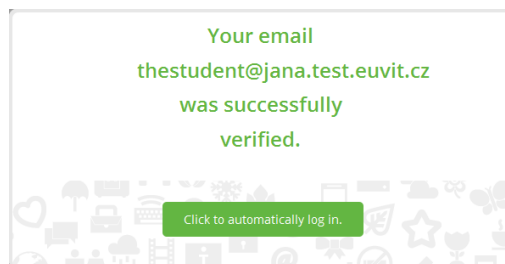 Your email
thestudent@jana.test.euvit.cz
was successfully
verified.
Click to automatically log in.